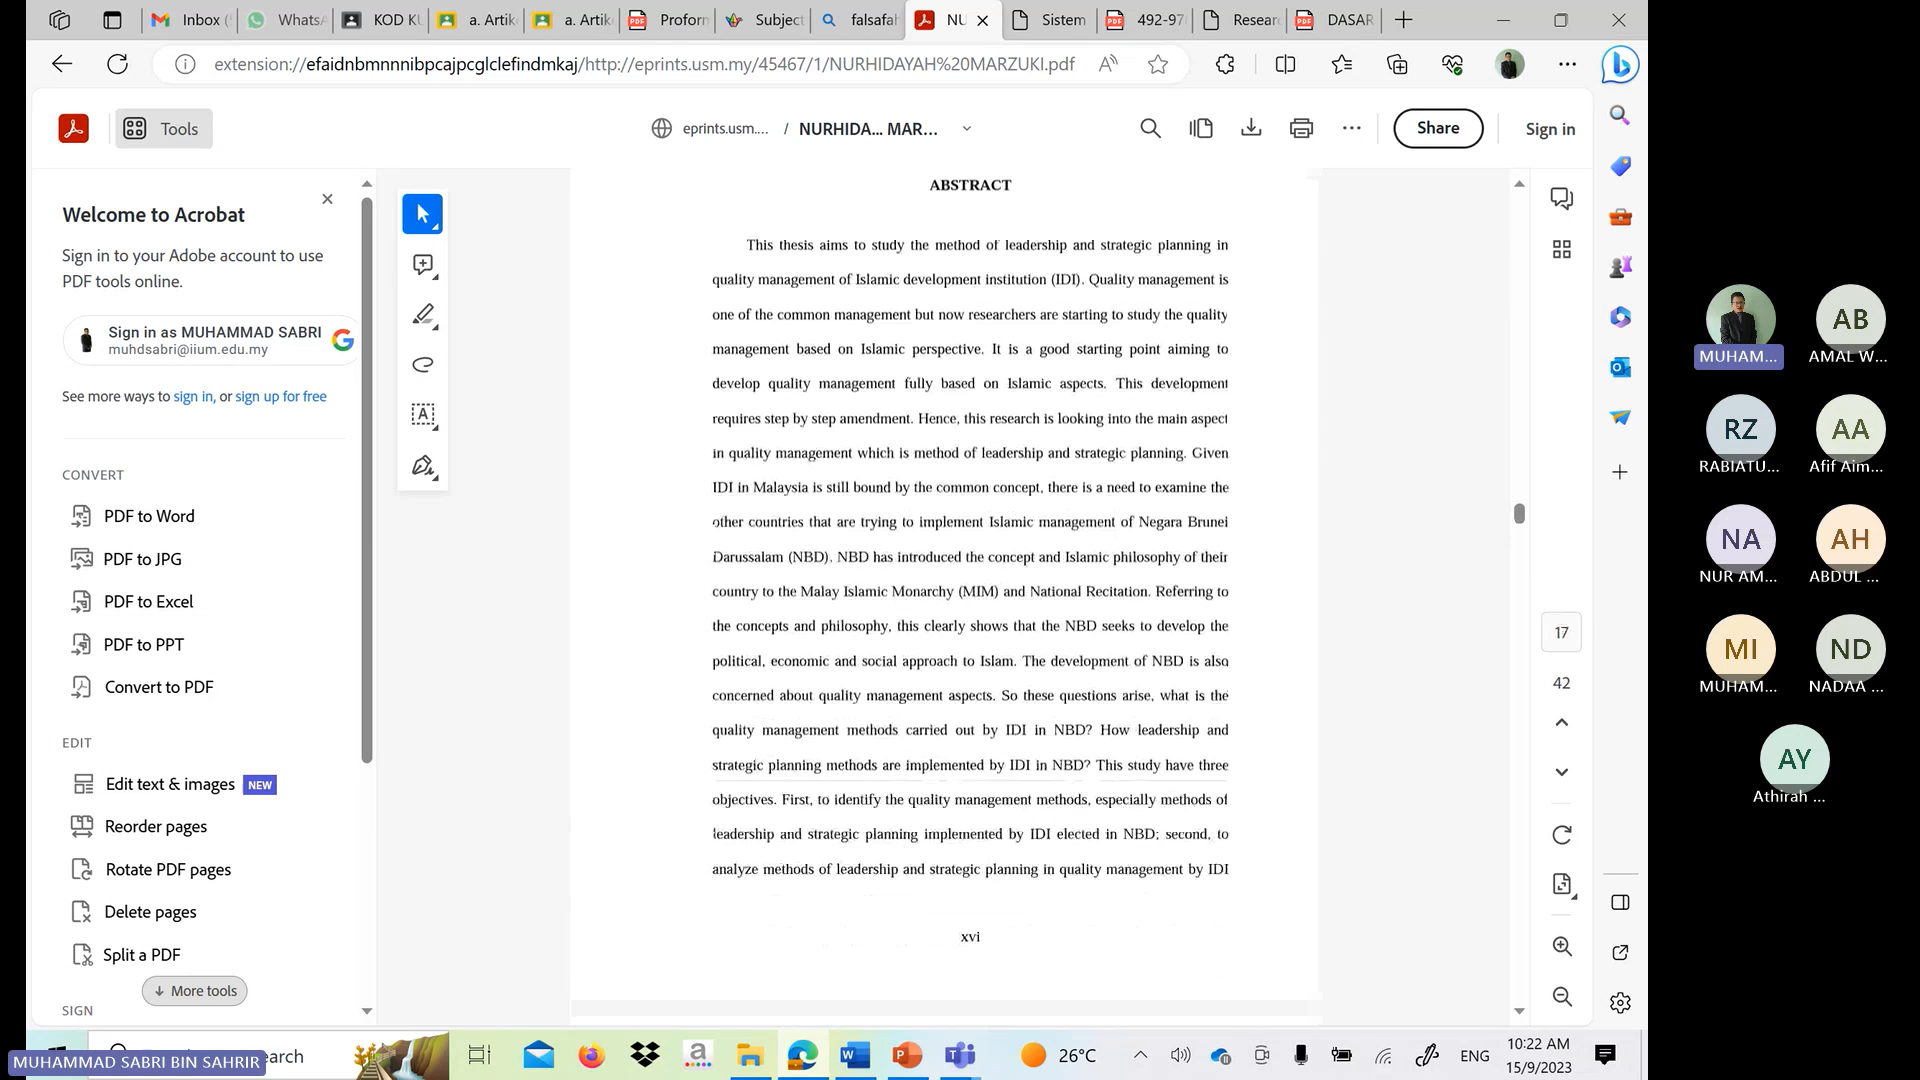 Inbox (
WhatsA
KOD KU
a. Artik
a. Artik
Proform
Subject
falsafah
NU
Sistem
492-97
Resear
DASAR
extension://efaidnbmnnnibpcajpcglclefindmkaj/http://eprints.usm.my/45467/1/NURHIDAYAH%20MARZUKI.pdf
Tools
eprints.usm.... / NURHIDA... MAR...
Share
Sign in
Welcome to Acrobat
Sign in to your Adobe account to use
PDF tools online.
Sign in as MUHAMMAD SABRI
muhdsabri@iium.edu.my
See more ways to sign in, or sign up for free
CONVERT
PDF to Word
PDF to JPG
PDF to Excel
PDF to PPT
Convert to PDF
EDIT
Edit text & images NEW
Reorder pages
Rotate PDF pages
Delete pages
Split a PDF
More tools
SIGN
ABSTRACT
This thesis aims to study the method of leadership and strategic planning in
quality management of Islamic development institution (IDI). Quality management is
one of the common management but now researchers are starting to study the quality
management based on Islamic perspective. It is a good starting point aiming to
develop quality management fully based on Islamic aspects. This development
requires step by step amendment. Hence, this research is looking into the main aspect
in quality management which is method of leadership and strategic planning. Given
IDI in Malaysia is still bound by the common concept, there is a need to examine the
other countries that are trying to implement Islamic management of Negara Brunei
Darussalam (NBD). NBD has introduced the concept and Islamic philosophy of their
country to the Malay Islamic Monarchy (MIM) and National Recitation. Referring to
the concepts and philosophy, this clearly shows that the NBD seeks to develop the
political, economic and social approach to Islam. The development of NBD is also
concerned about quality management aspects. So these questions arise, what is the
quality management methods carried out by IDI in NBD? How leadership and
strategic planning methods are implemented by IDI in NBD? This study have three
objectives. First, to identify the quality management methods, especially methods of
leadership and strategic planning implemented by IDI elected in NBD; second, to
analyze methods of leadership and strategic planning in quality management by IDI
xvi
17
42
MUHAM...
AB
AMAL W...
RZ
RABIATU...
AA
Afif Aim...
NA
NUR AM...
AH
ABDUL ...
MI
MUHAM...
ND
NADAA ...
AY
Athirah ...
MUHAMMAD SABRI BIN SAHRIR
search
26°C
ENG
10:22 AM
15/9/2023